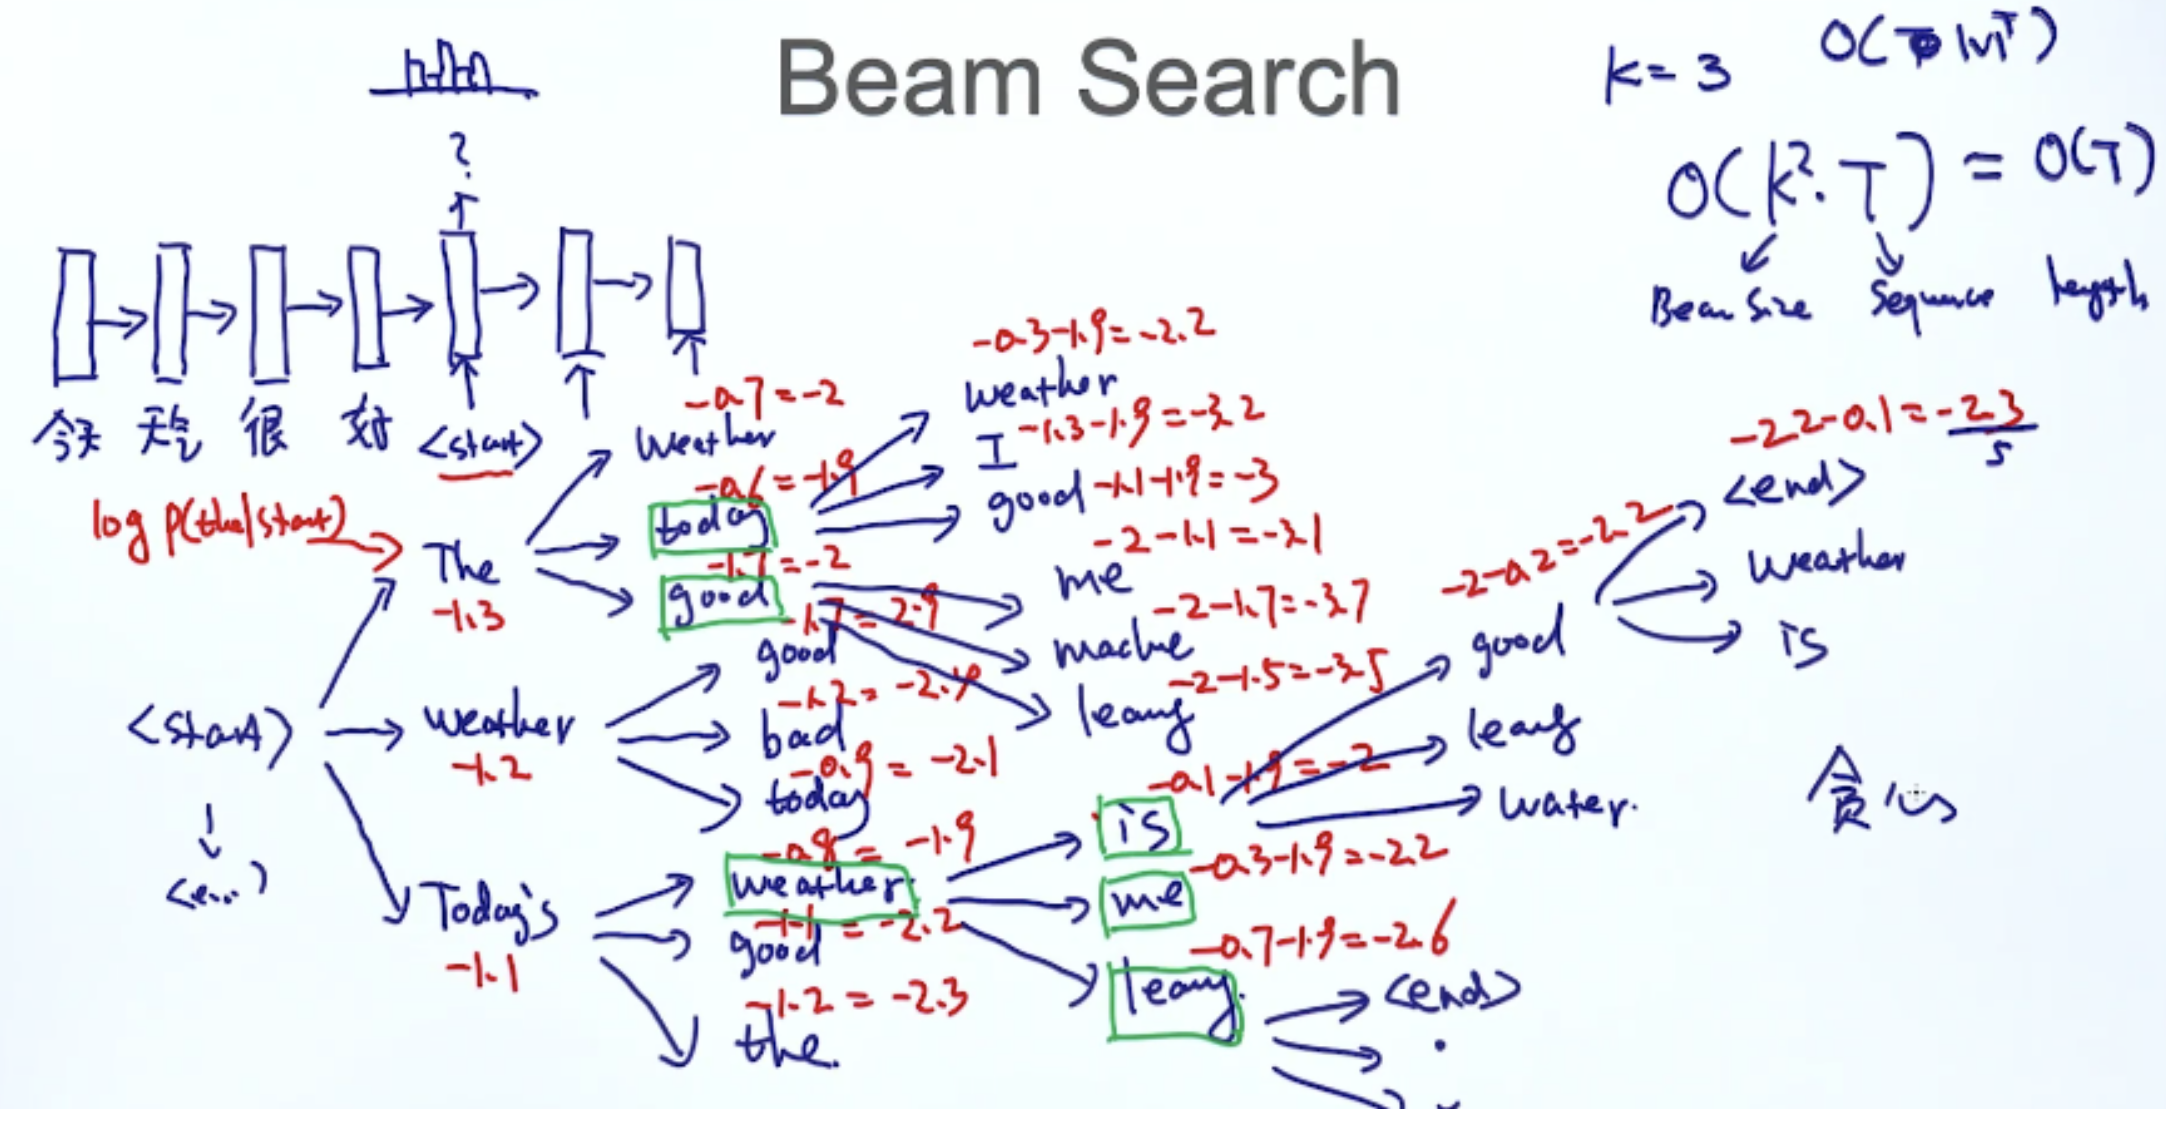 Beam Search
k = 3
O( |V|^T )
O(k². T) = O(T)
Beam Size
Sequence length
?
今天 天气 很 好 <start>
log p(the|start)
The
-1.3
<start>
weather
-1.2
Today's
-1.1
-0.7 = -2
weather
-0.6 = -1.9
today
-1.7 = -2
good
-1.7 = 2.9
good
-1.2 = -2.4
bad
-0.9 = -2.1
today
-0.8 = -1.9
weather
-1.1 = -2.2
good
-1.2 = -2.3
the.
-0.3-1.9=-2.2
weather
I -1.3-1.9=-3.2
good -1.1-1.9=-3
-2-1.1=-3.1
me
-2-1.7=-3.7
-2-1.5=-3.5
-0.1-1.9=-2
is
-0.3-1.9=-2.2
me
-0.7-1.9=-2.6
<end>
-2-0.2=-2.2
good
water.
-2.2-0.1=-2.3
5
<end>
weather
is
贪心